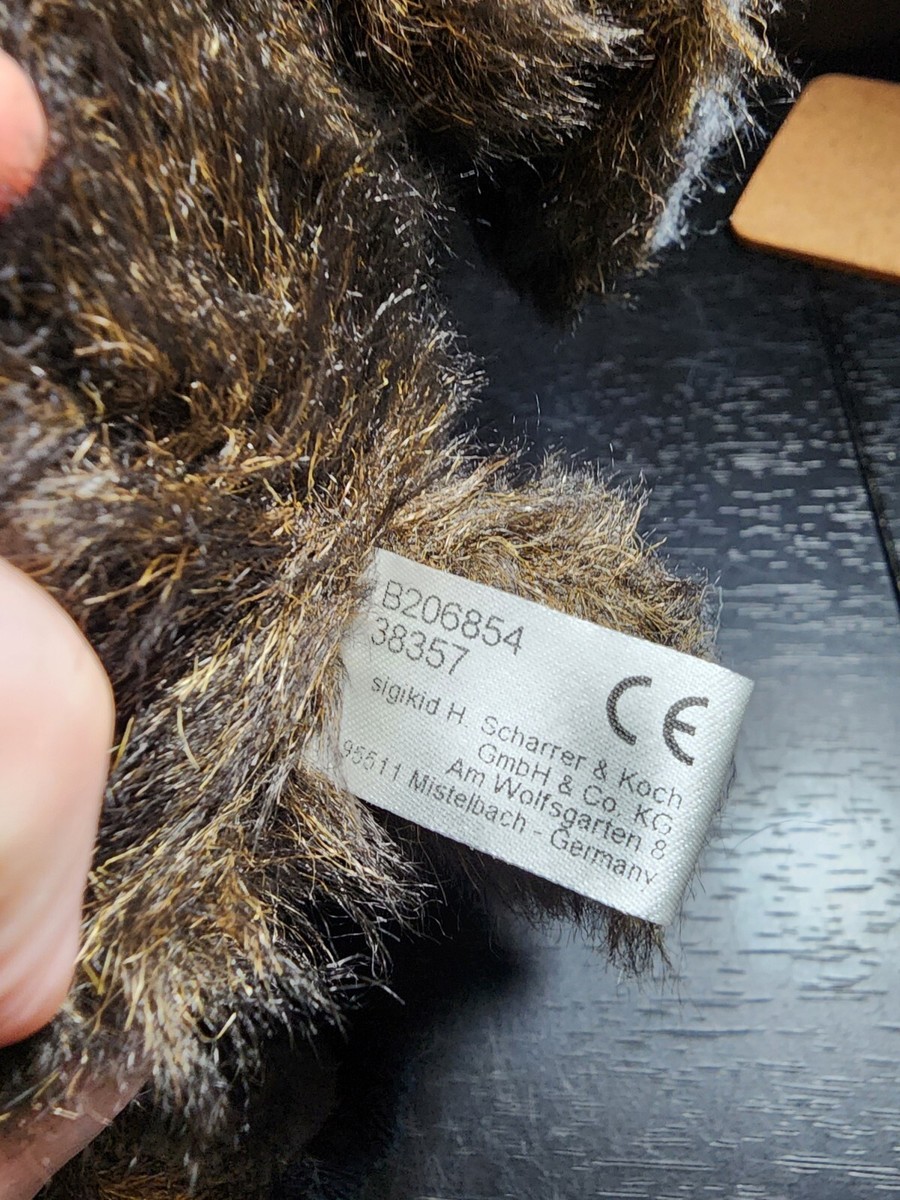 B206854
38357
CE
sigikid H. Scharrer & Koch
GmbH & Co. KG
Am Wolfsgarten 8
95511 Mistelbach - 
Germany